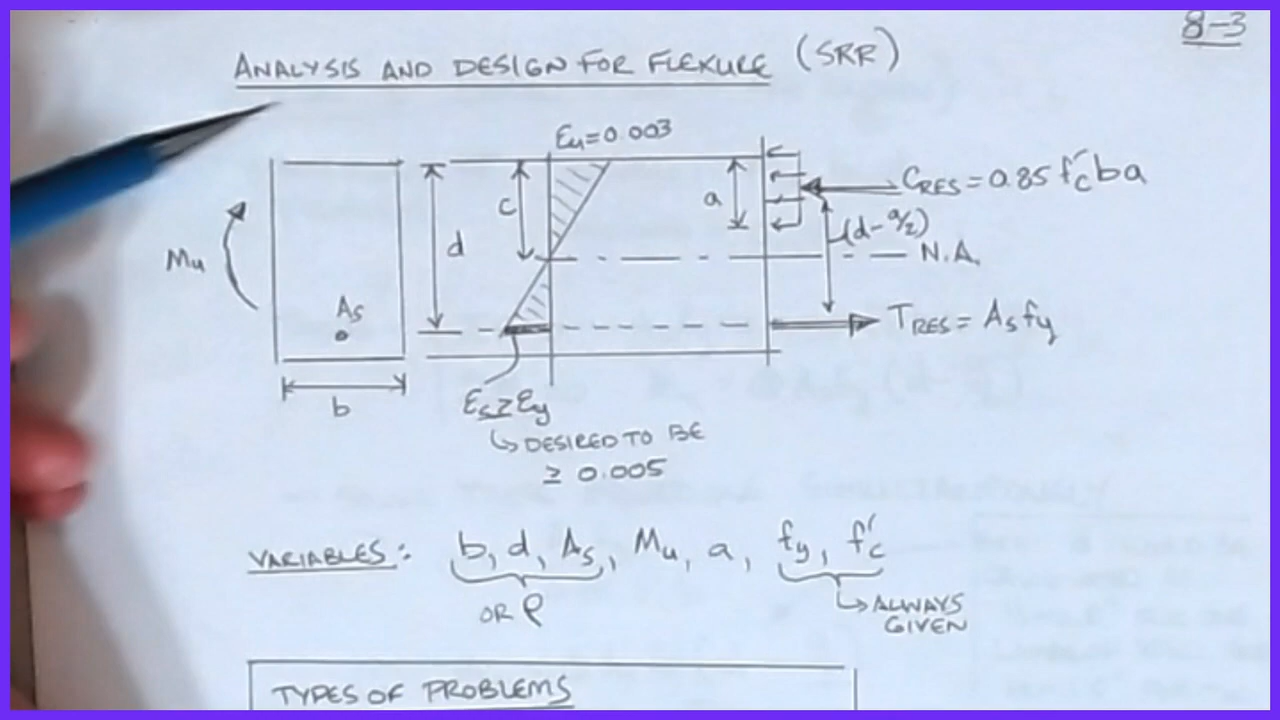 8-3
ANALYSIS AND DESIGN FOR FLEXURE (SRR)
εu=0.003
CRES = 0.85 f'c b a
a
c
d
(d-a/2)
N.A.
Mu
As
TRES = As fy
b
εs ≥ εy
↳ DESIRED TO BE
≥ 0.005
VARIABLES: b, d, As, Mu, a, fy, f'c
OR ρ
↳ ALWAYS
GIVEN
TYPES OF PROBLEMS